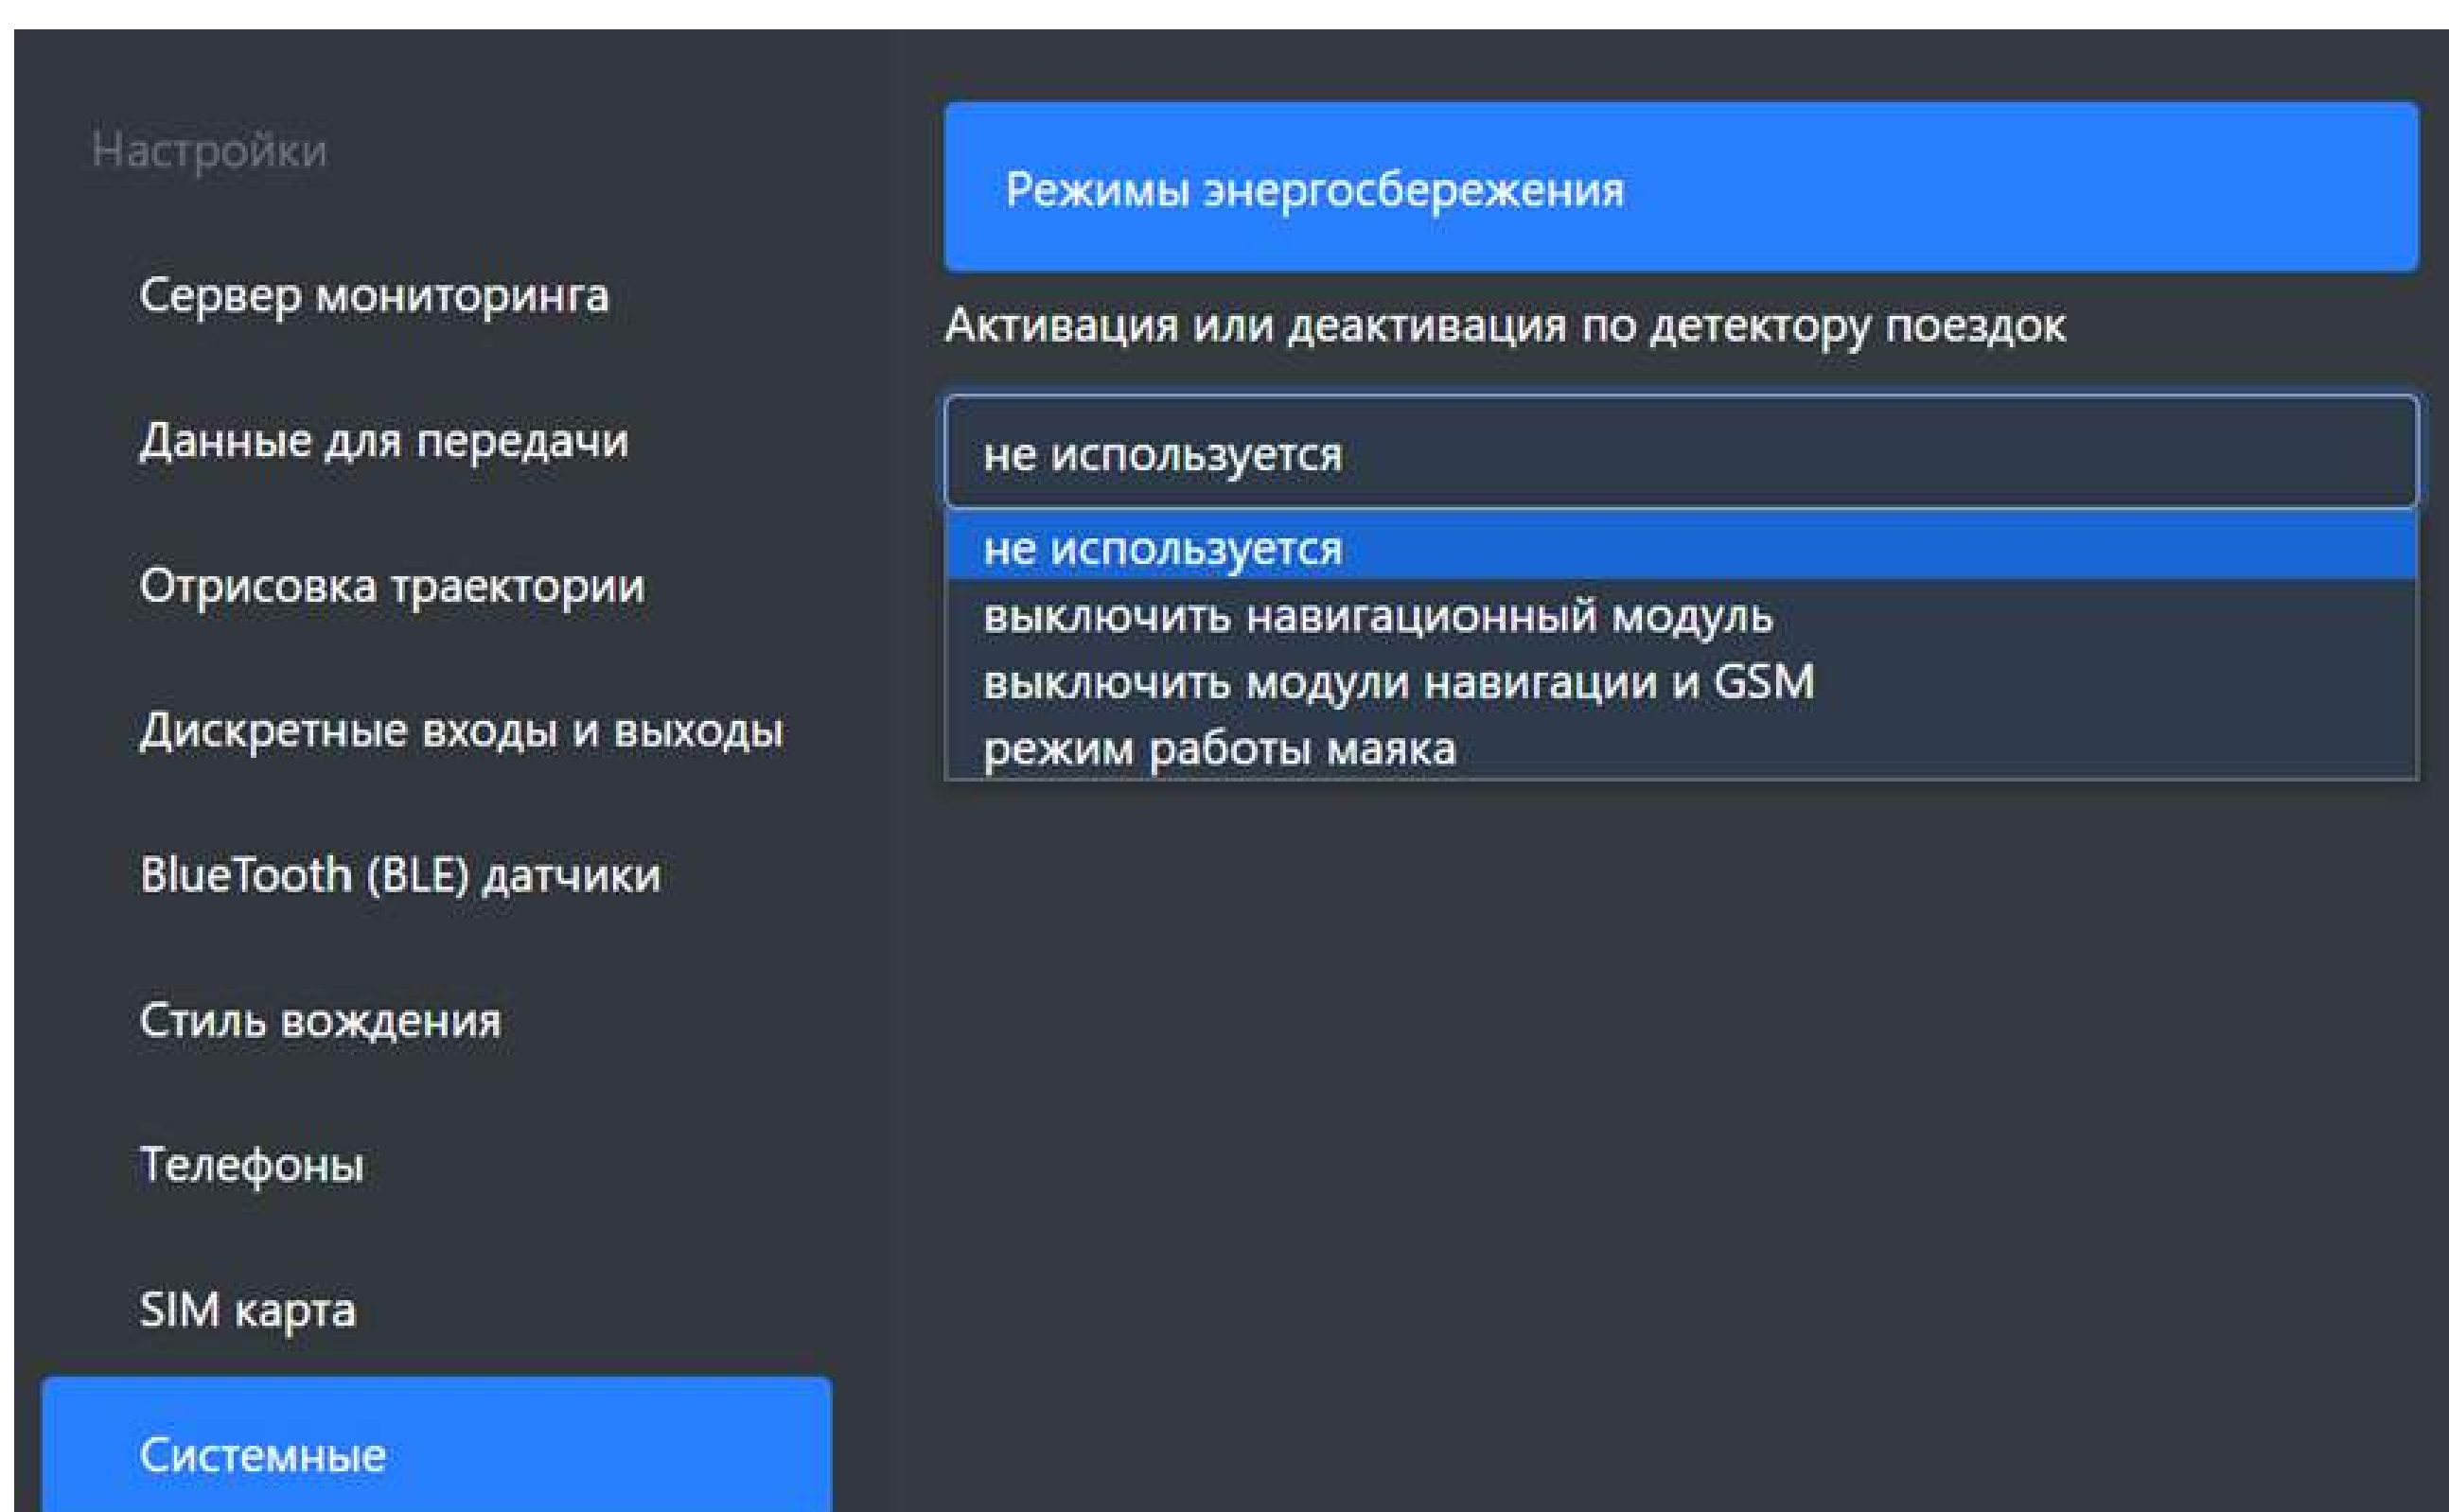 Настройки
Сервер мониторинга
Данные для передачи
Отрисовка траектории
Дискретные входы и выходы
BlueTooth (BLE) датчики
Стиль вождения
Телефоны
SIM карта
Системные
Режимы энергосбережения
Активация или деактивация по детектору поездок
не используется
не используется
выключить навигационный модуль
выключить модули навигации и GSM
режим работы маяка